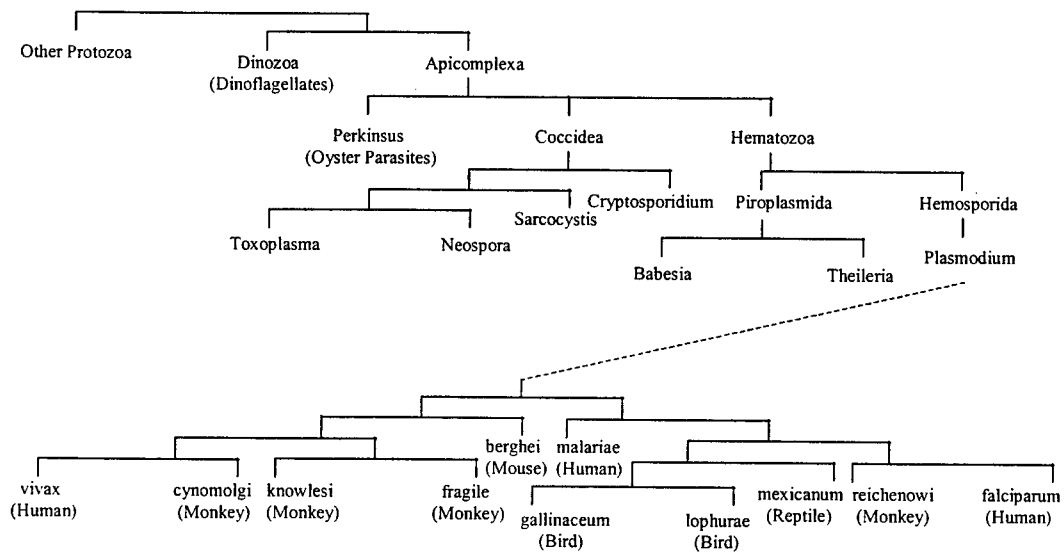 Other Protozoa
Dinozoa
(Dinoflagellates)
Apicomplexa
Perkinsus
(Oyster Parasites)
Coccidea
Hematozoa
Cryptosporidium
Piroplasmida
Hemosporida
Sarcocystis
Toxoplasma
Neospora
Babesia
Theileria
Plasmodium
berghei
(Mouse)
malariae
(Human)
vivax
(Human)
cynomolgi
(Monkey)
knowlesi
(Monkey)
fragile
(Monkey)
gallinaceum
(Bird)
lophurae
(Bird)
mexicanum
(Reptile)
reichenowi
(Monkey)
falciparum
(Human)